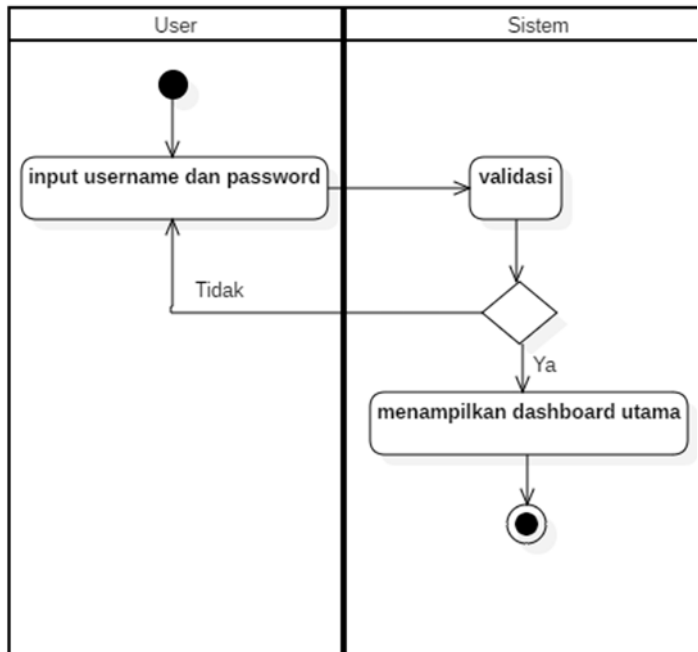 User
Sistem
input username dan password
validasi
Tidak
Ya
menampilkan dashboard utama